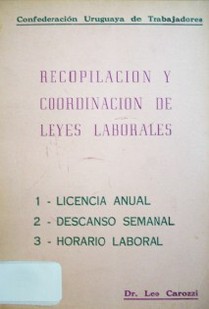 Confederación Uruguaya de Trabajadores
RECOPILACION Y
COORDINACION DE
LEYES LABORALES
1 - LICENCIA ANUAL
2 - DESCANSO SEMANAL
3 - HORARIO LABORAL
Dr. Leo Carozzi